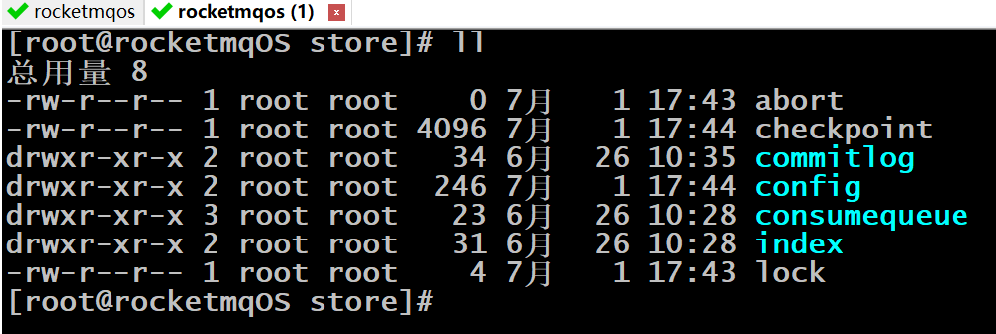 rocketmqos rocketmqos (1) x
[root@rocketmqOS store]# ll
总用量 8
-rw-r--r-- 1 root root 0 7月 1 17:43 abort
-rw-r--r-- 1 root root 4096 7月 1 17:44 checkpoint
drwxr-xr-x 2 root root 34 6月 26 10:35 commitlog
drwxr-xr-x 2 root root 246 7月 1 17:44 config
drwxr-xr-x 3 root root 23 6月 26 10:28 consumequeue
drwxr-xr-x 2 root root 31 6月 26 10:28 index
-rw-r--r-- 1 root root 4 7月 1 17:43 lock
[root@rocketmqOS store]#